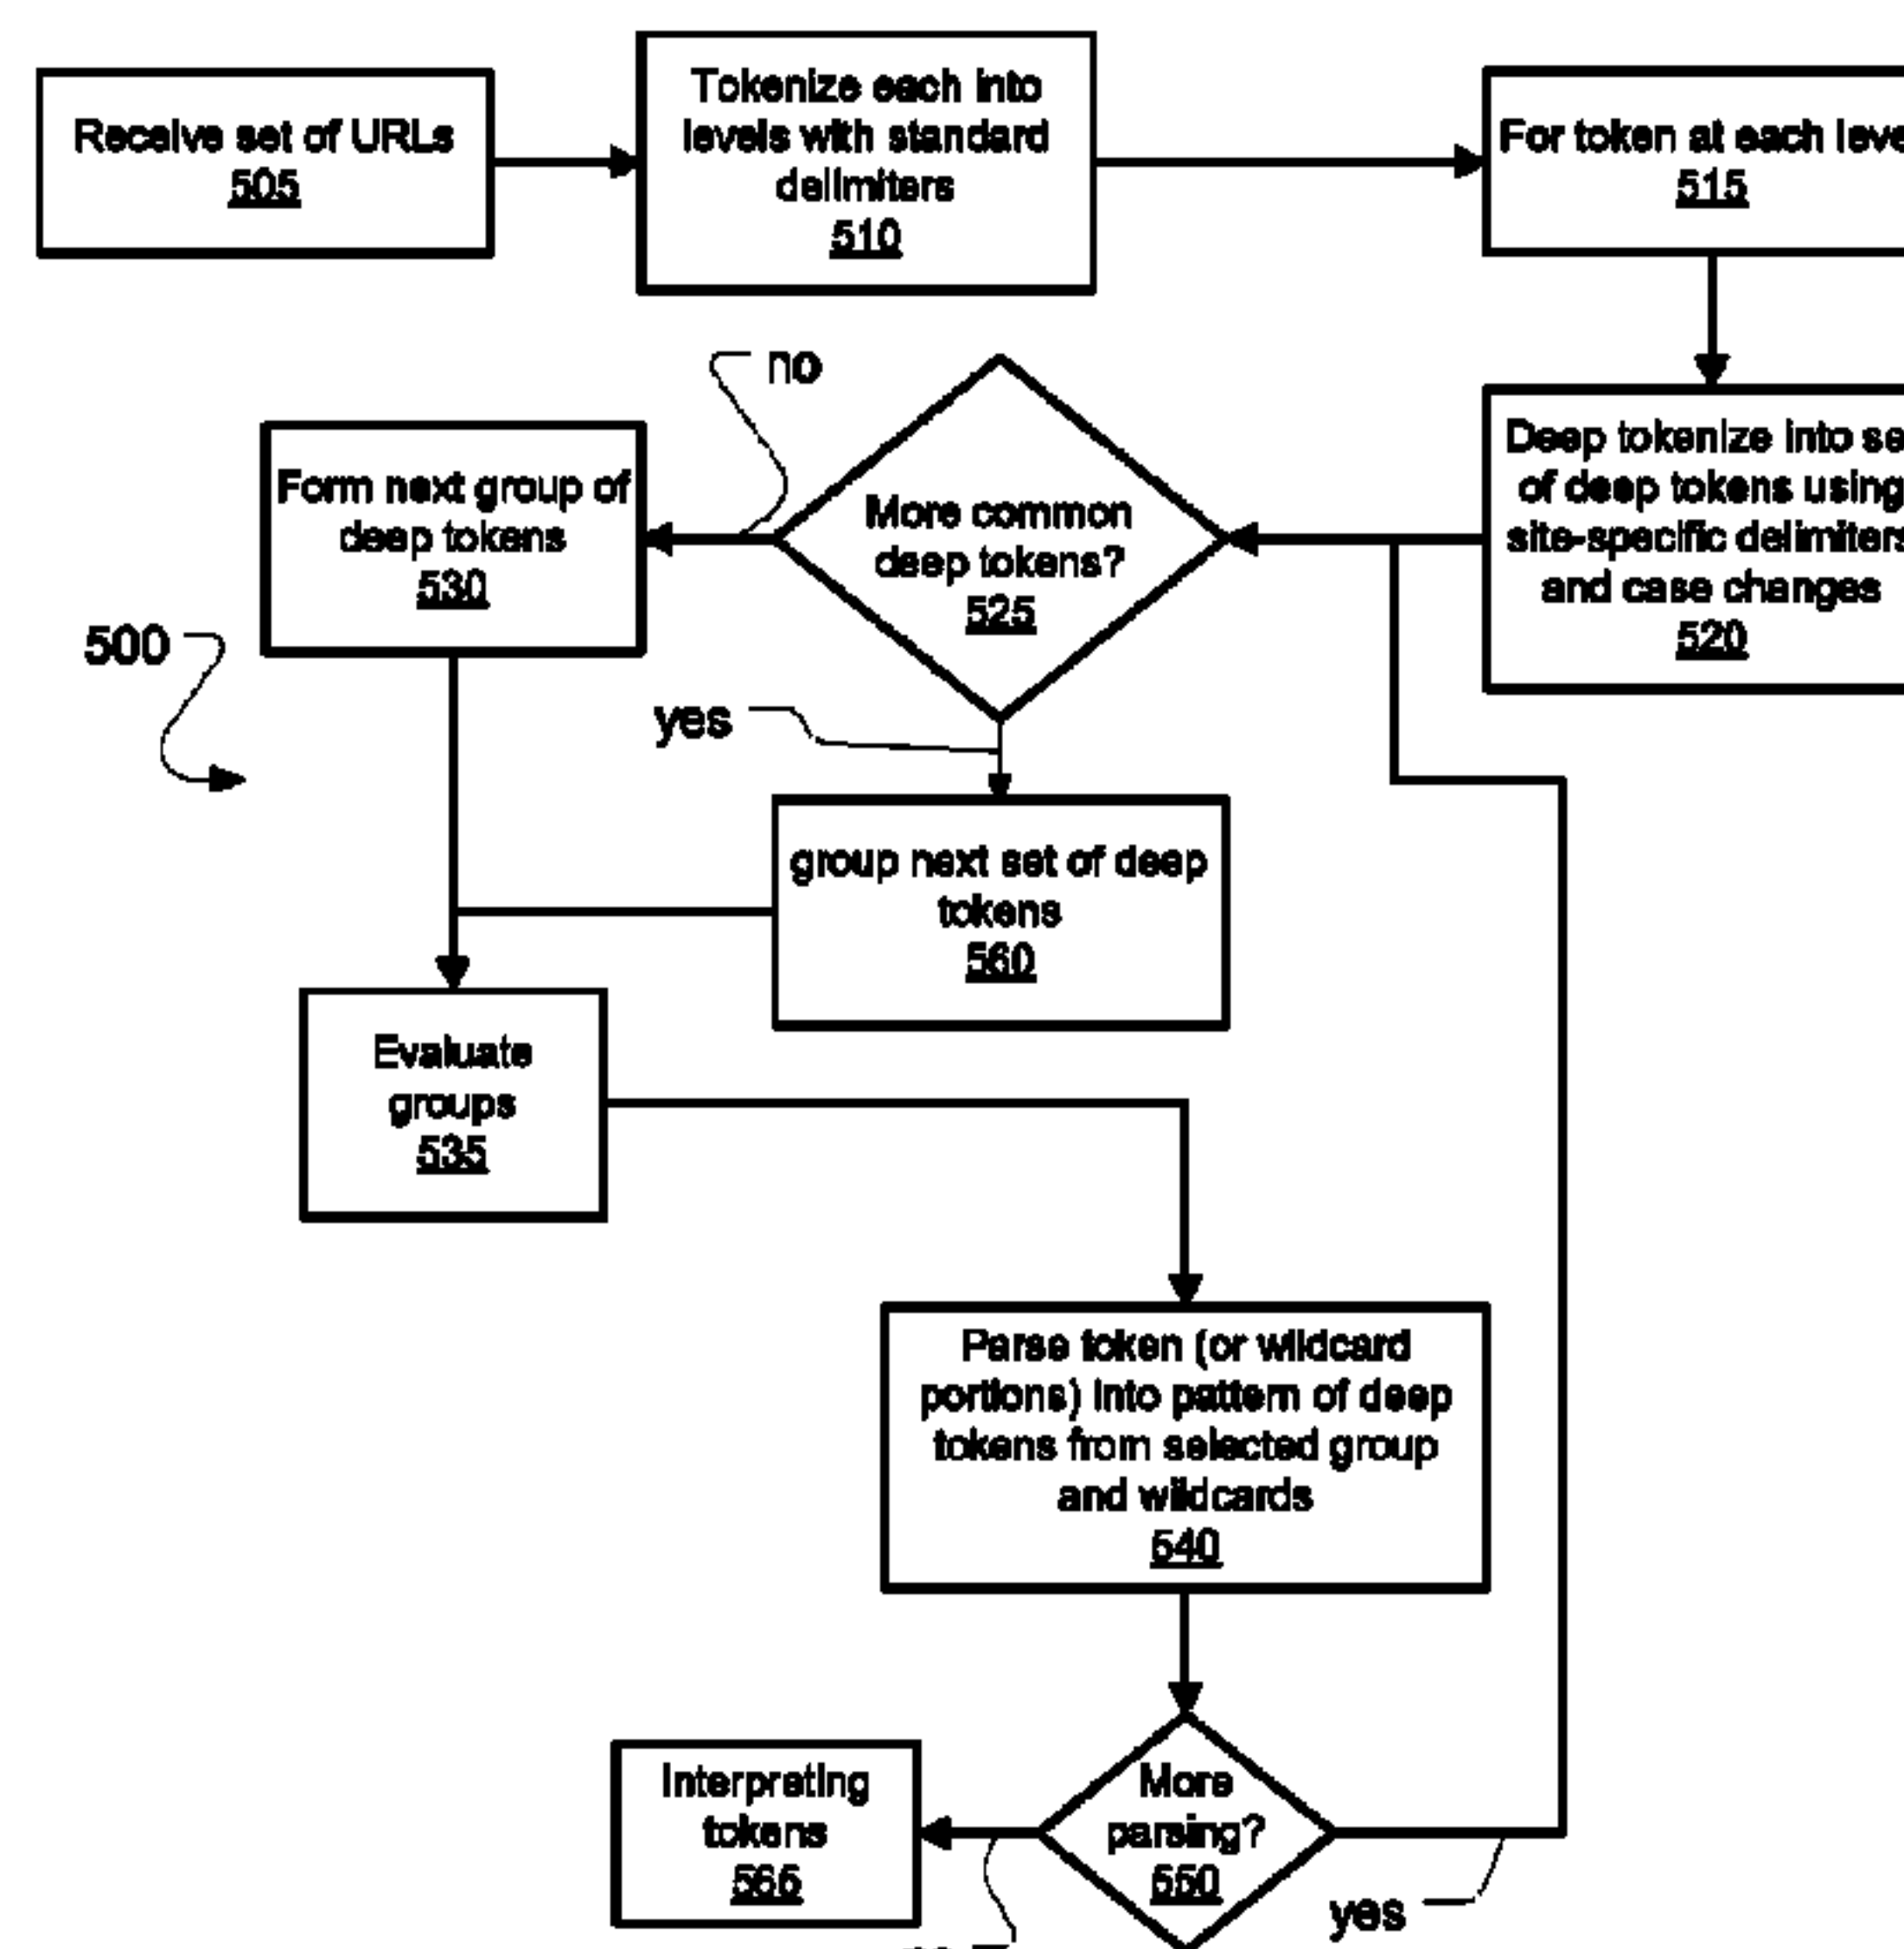 Receive set of URLs
505
Tokenize each into
levels with standard
delimiters
510
For token at each leve
515
no
Form next group of
deep tokens
530
More common
deep tokens?
525
Deep tokenize into se
of deep tokens using
site-specific delimiters
and case changes
520
500
yes
group next set of deep
tokens
560
Evaluate
groups
535
Parse token (or wildcard
portions) into pattern of deep
tokens from selected group
and wildcards
540
Interpreting
tokens
565
More
parsing?
550
yes